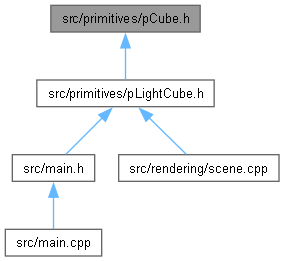 src/primitives/pCube.h
src/primitives/pLightCube.h
src/main.h
src/rendering/scene.cpp
src/main.cpp